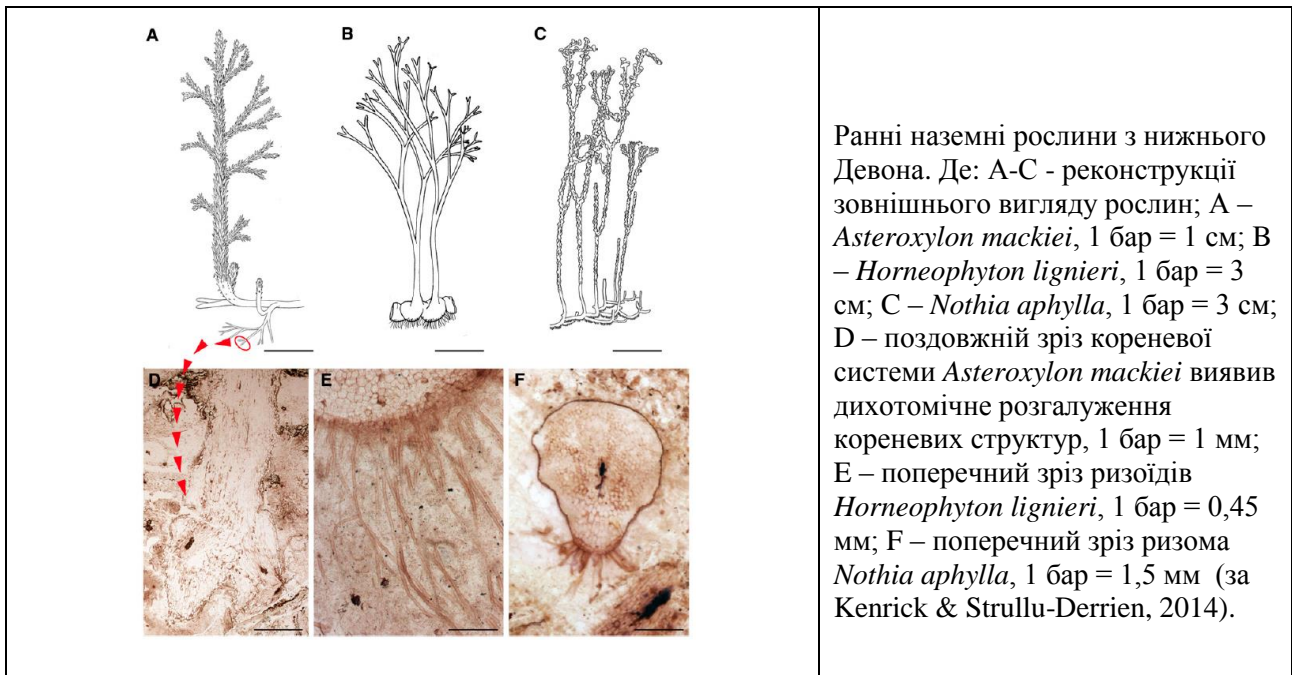 A
B
C
D
E
F
Ранні наземні рослини з нижнього
Девона. Де: А-С - реконструкції
зовнішнього вигляду рослин; А –
Asteroxylon mackiei, 1 бар = 1 см; В
– Horneophyton lignieri, 1 бар = 3
см; С – Nothia aphylla, 1 бар = 3 см;
D – поздовжній зріз кореневої
системи Asteroxylon mackiei виявив
дихотомічне розгалуження
кореневих структур, 1 бар = 1 мм;
Е – поперечний зріз ризоїдів
Horneophyton lignieri, 1 бар = 0,45
мм; F – поперечний зріз ризома
Nothia aphylla, 1 бар = 1,5 мм (за
Kenrick & Strullu-Derrien, 2014).